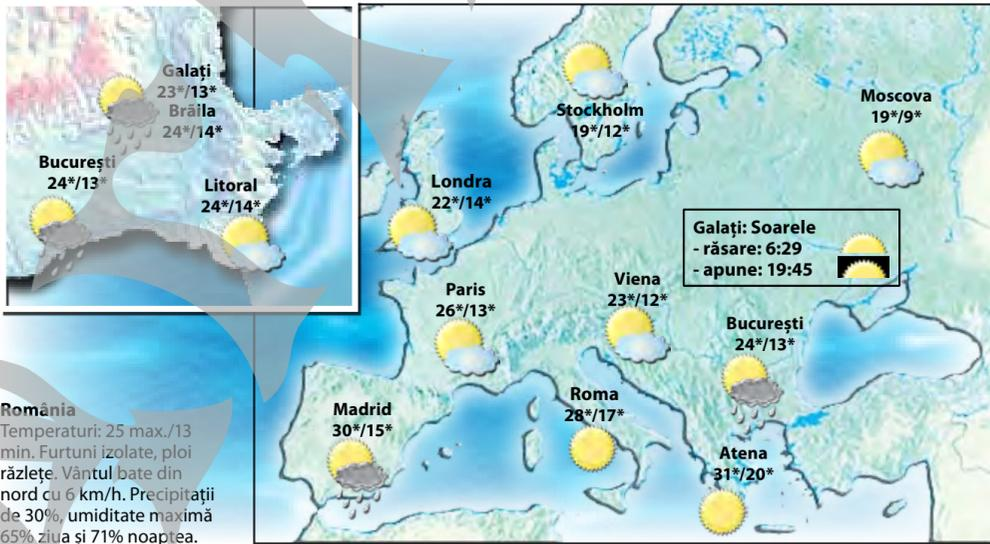 Galați
23*/13*
Brăila
24*/14*
București
24*/13*
Litoral
24*/14*
Stockholm
19*/12*
Moscova
19*/9*
Londra
22*/14*
Galați: Soarele
- răsare: 6:29
- apune: 19:45
Paris
26*/13*
Viena
23*/12*
București
24*/13*
Madrid
30*/15*
Roma
28*/17*
Atena
31*/20*
România
Temperaturi: 25 max./13
min. Furtuni izolate, ploi
răzlețe. Vântul bate din
nord cu 6 km/h. Precipitații
de 30%, umiditate maximă
65% ziua și 71% noaptea.